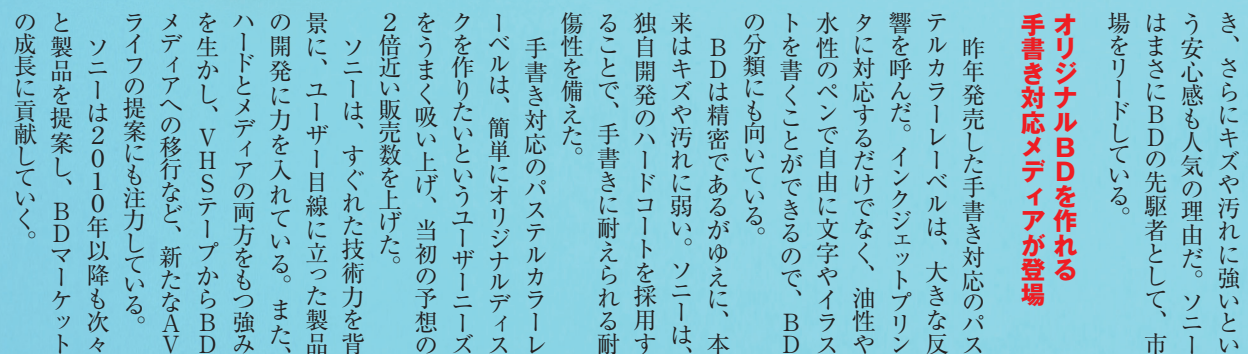 き、さらにキズや汚れに強いとい
う安心感も人気の理由だ。ソニー
はまさにBDの先駆者として、市
場をリードしている。
オリジナルBDを作れる
手書き対応メディアが登場
昨年発売した手書き対応のパス
テルカラーレーベルは、大きな反
響を呼んだ。インクジェットプリン
タに対応するだけでなく、油性や
水性のペンで自由に文字やイラス
トを書くことができるので、BD
の分類にも向いている。
BDは精密であるがゆえに、本
来はキズや汚れに弱い。ソニーは、
独自開発のハードコートを採用す
ることで、手書きに耐えられる耐
傷性を備えた。
手書き対応のパステルカラーレ
ーベルは、簡単にオリジナルディス
クを作りたいというユーザーニーズ
をうまく吸い上げ、当初の予想の
2倍近い販売数を上げた。
ソニーは、すぐれた技術力を背
景に、ユーザー目線に立った製品
の開発に力を入れている。また、
ハードとメディアの両方をもつ強み
を生かし、VHSテープからBD
メディアへの移行など、新たなAV
ライフの提案にも注力している。
ソニーは2010年以降も次々
と製品を提案し、BDマーケット
の成長に貢献していく。